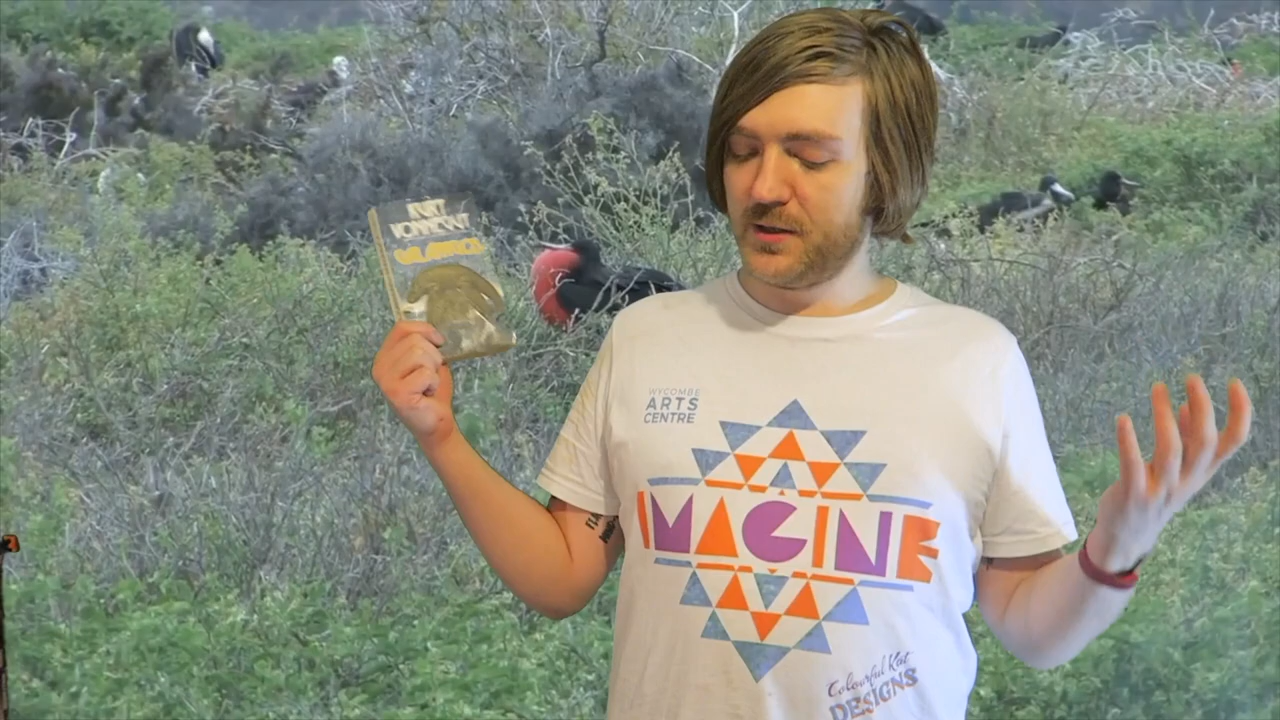 KURT
VONNEGUT
GALÁPAGOS
WYCOMBE
ARTS
CENTRE
IMAGINE
Colourful Kat
DESIGNS